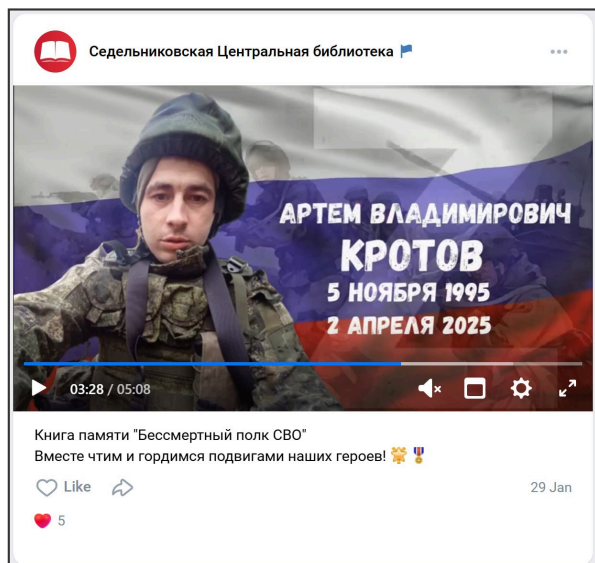 Седельниковская Центральная библиотека
АРТЕМ ВЛАДИМИРОВИЧ
КРОТОВ
5 НОЯБРЯ 1995
2 АПРЕЛЯ 2025
03:28 / 05:08
Книга памяти "Бессмертный полк СВО"
Вместе чтим и гордимся подвигами наших героев!
Like
29 Jan
5